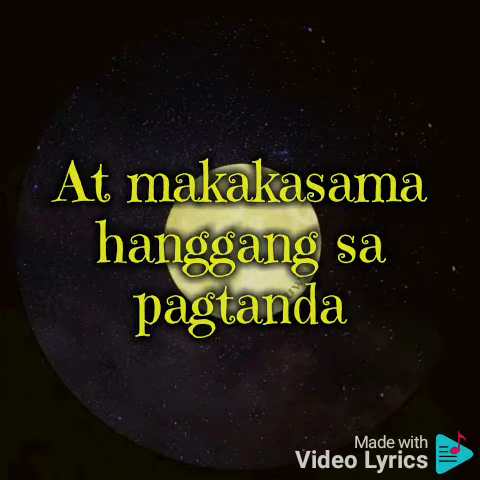 At makakasama
hanggang sa
pagtanda
Made with
Video Lyrics